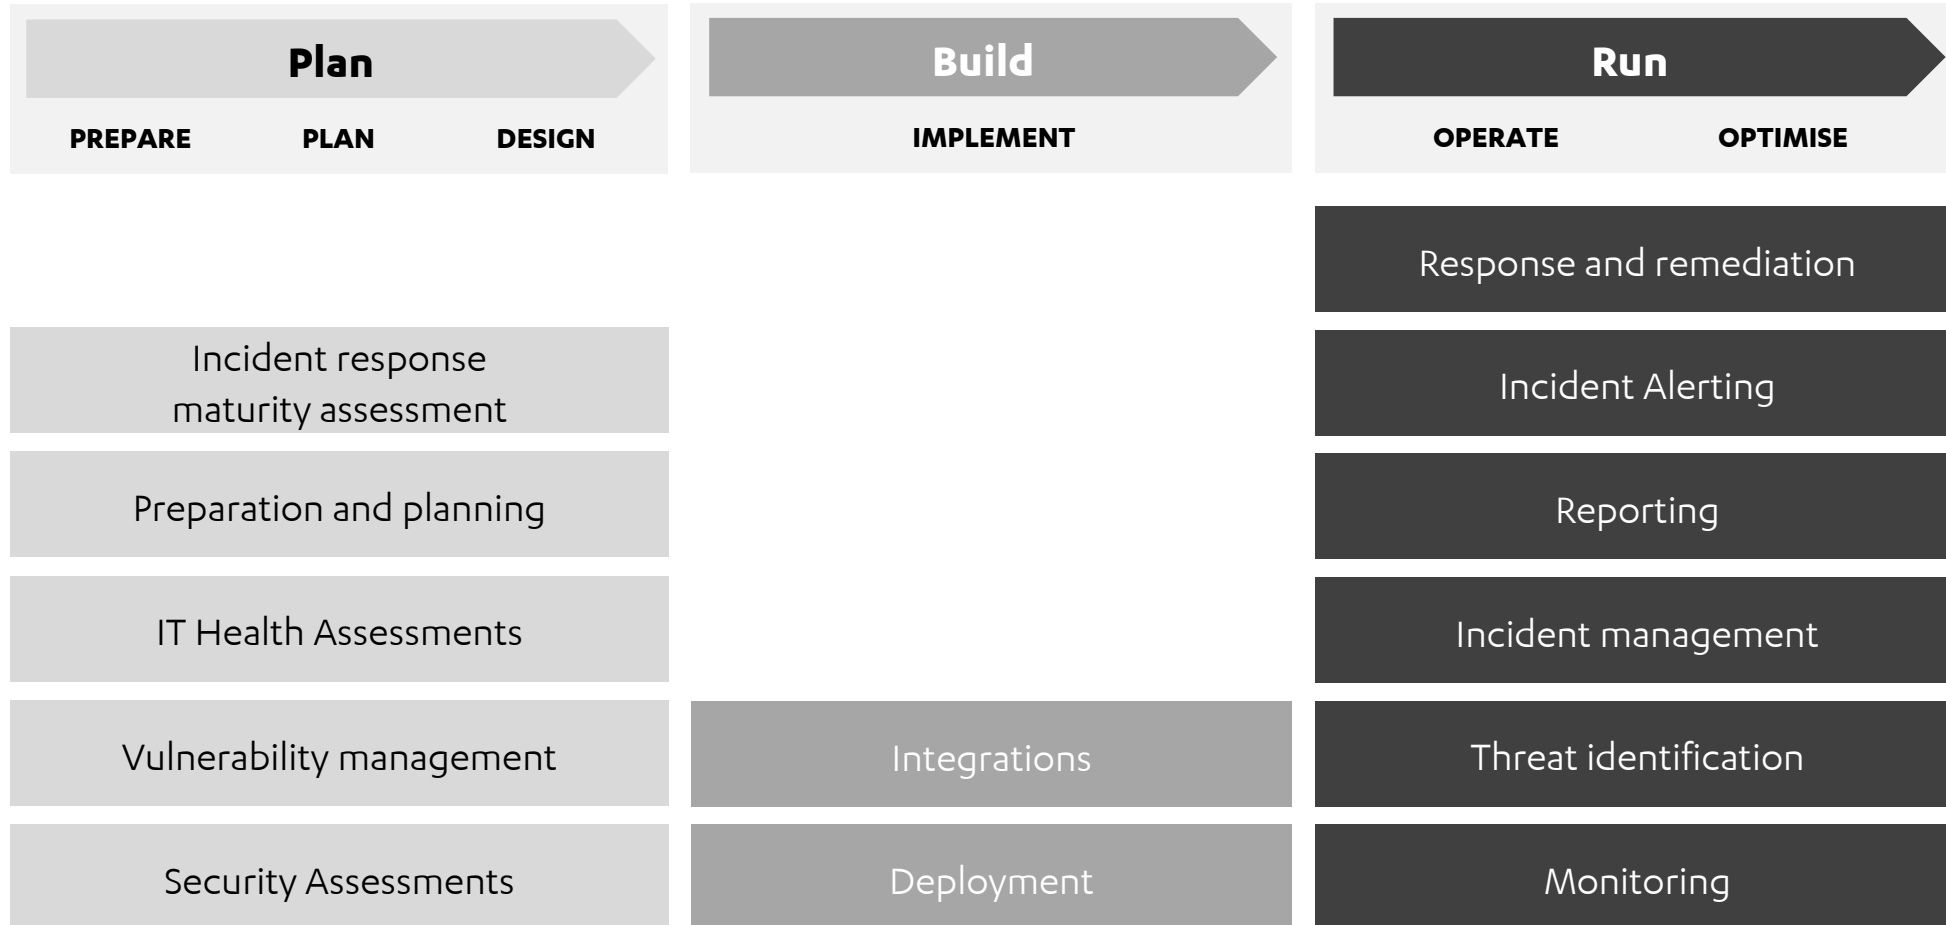 Plan
PREPARE PLAN DESIGN
Incident response
maturity assessment
Preparation and planning
IT Health Assessments
Vulnerability management
Security Assessments
Build
IMPLEMENT
Integrations
Deployment
Run
OPERATE OPTIMISE
Response and remediation
Incident Alerting
Reporting
Incident management
Threat identification
Monitoring